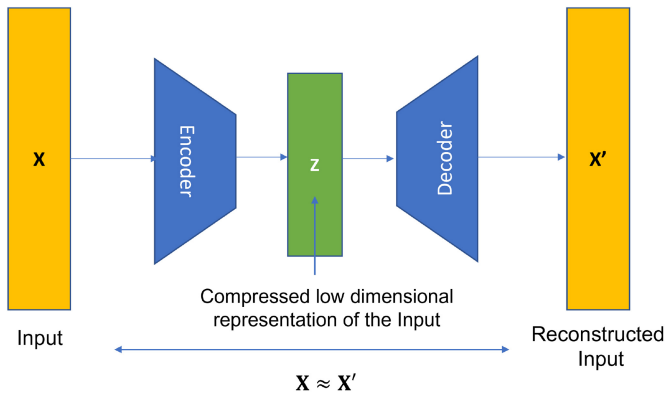 X
Encoder
Z
Decoder
X'
Compressed low dimensional
representation of the Input
Input
Reconstructed
Input
X ≈ X′